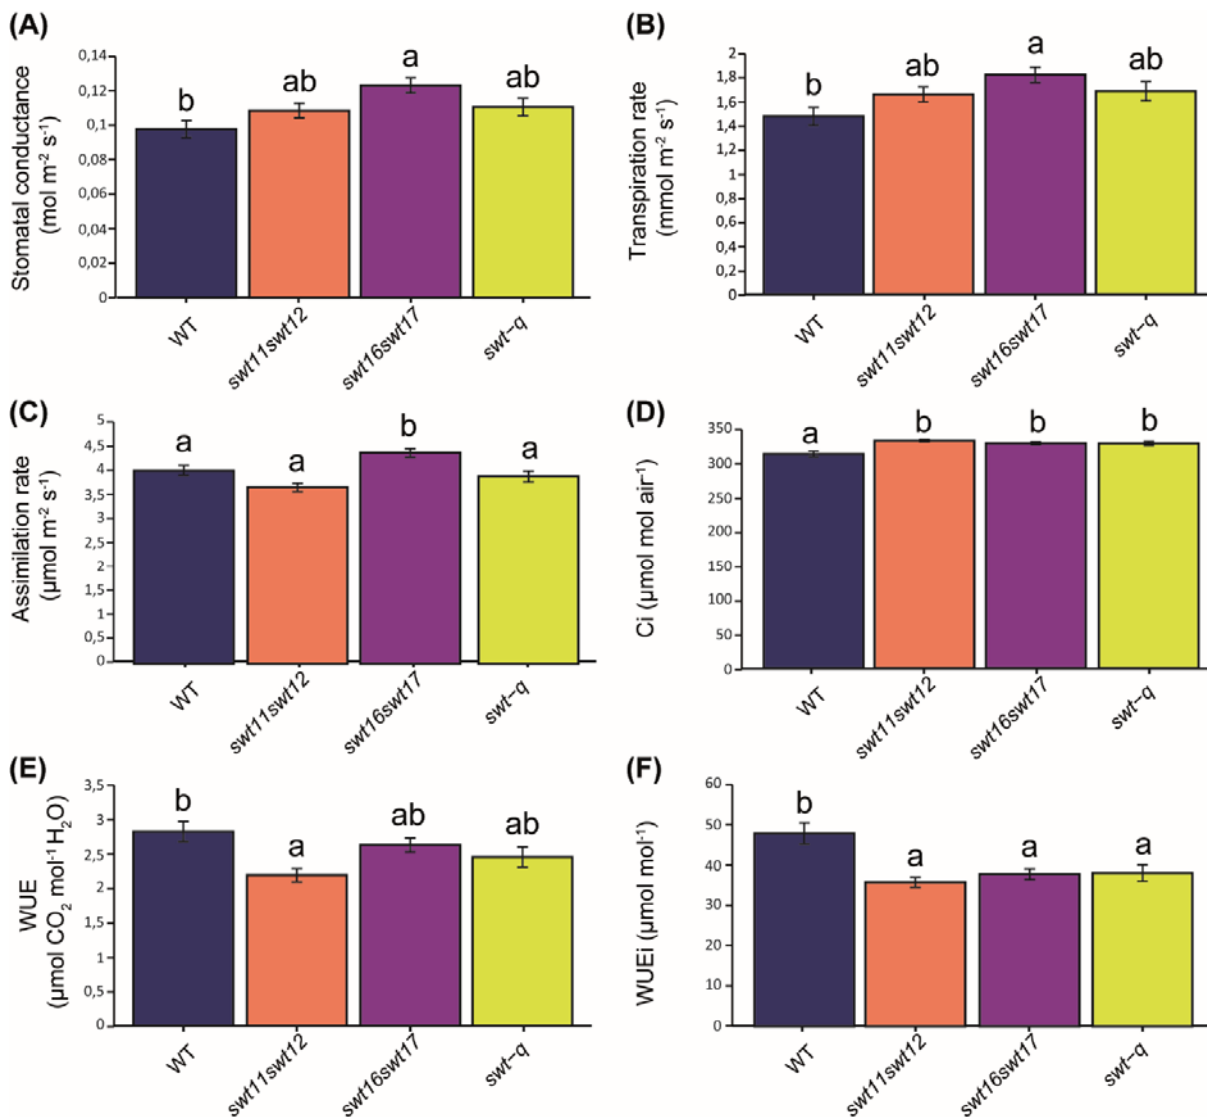 (A)
Stomatal conductance
(mol m⁻² s⁻¹)
0,14
0,12
0,1
0,08
0,06
0,04
0,02
0
b
ab
a
ab
WT
swt11swt12
swt16swt17
swt-q
(B)
Transpiration rate
(mmol m⁻² s⁻¹)
2
1,8
1,6
1,4
1,2
1
0,8
0,6
0,4
0,2
0
b
ab
a
ab
WT
swt11swt12
swt16swt17
swt-q
(C)
Assimilation rate
(µmol m⁻² s⁻¹)
5
4,5
4
3,5
3
2,5
2
1,5
1
0,5
0
a
a
b
a
WT
swt11swt12
swt16swt17
swt-q
(D)
Ci (µmol mol air⁻¹)
350
300
250
200
150
100
50
0
a
b
b
b
WT
swt11swt12
swt16swt17
swt-q
(E)
WUE
(µmol CO₂ mol⁻¹ H₂O)
3,5
3
2,5
2
1,5
1
0,5
0
b
a
ab
ab
WT
swt11swt12
swt16swt17
swt-q
(F)
WUEi (µmol mol⁻¹)
60
50
40
30
20
10
0
b
a
a
a
WT
swt11swt12
swt16swt17
swt-q